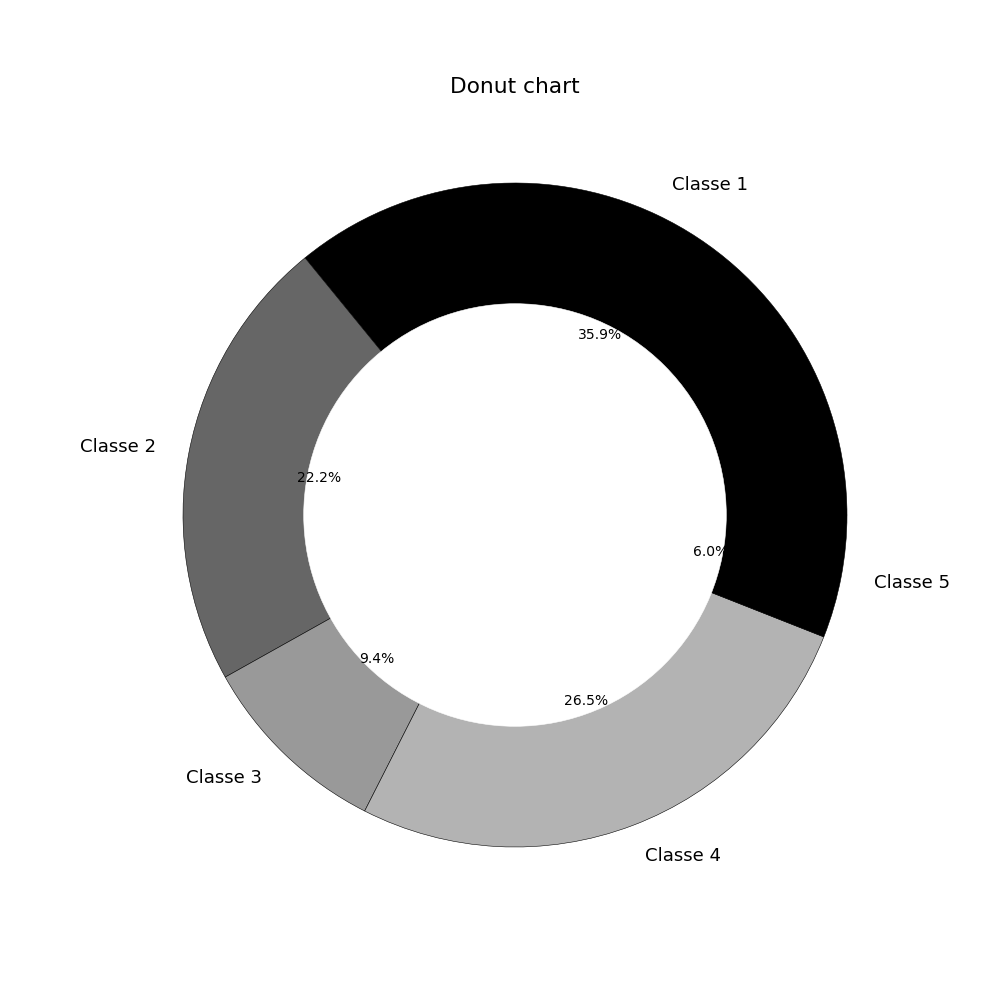 Donut chart
Classe 1
35.9%
Classe 2
22.2%
6.0%
Classe 5
9.4%
26.5%
Classe 3
Classe 4